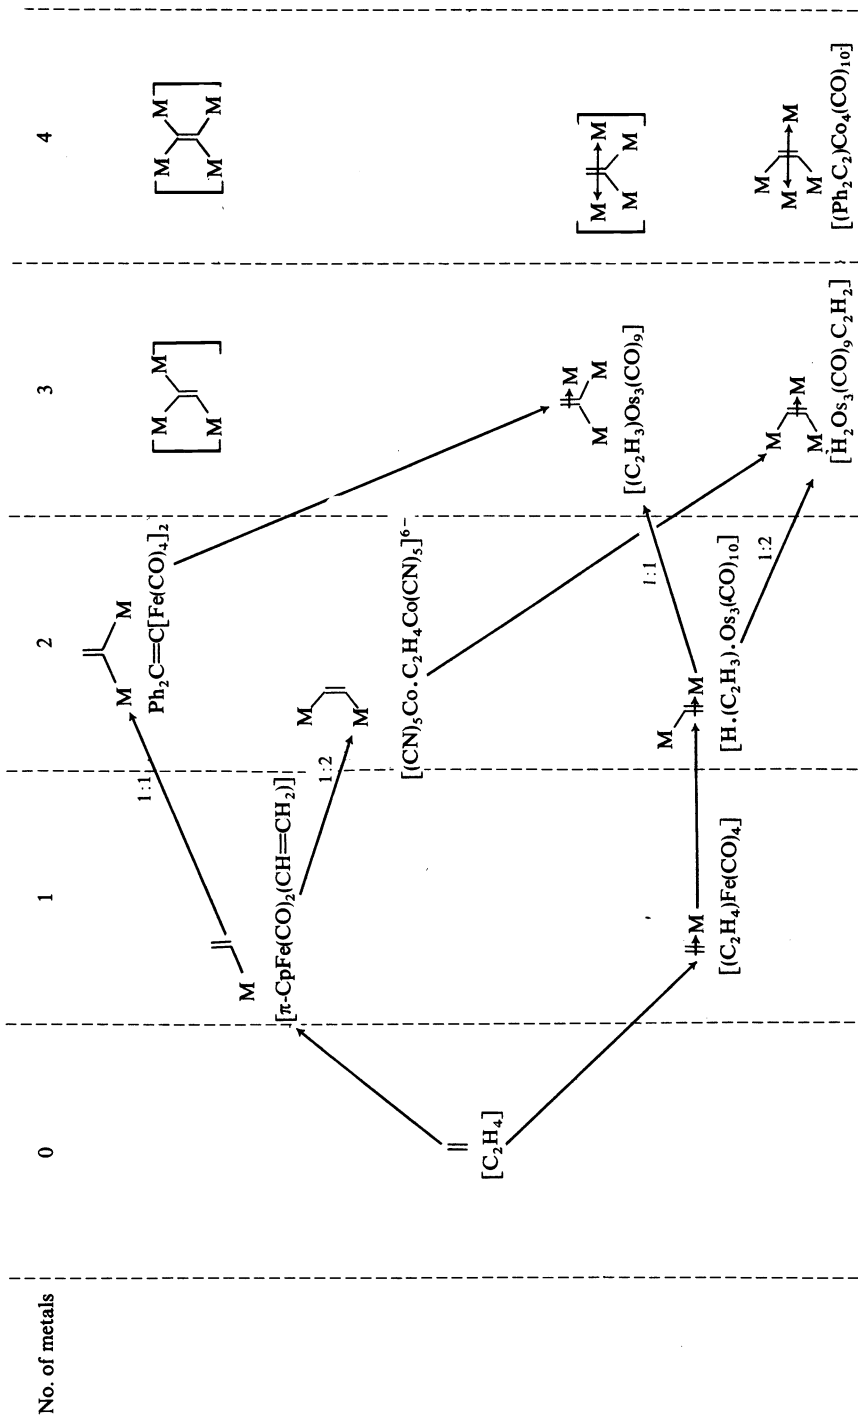 No. of metals
0
1
2
3
4
[C₂H₄]
M
[π-CpFe(CO)₂(CH=CH₂)]
M
[(C₂H₄)Fe(CO)₄]
1:1
1:2
M M
Ph₂C=C[Fe(CO)₄]₂
M M
[(CN)₅Co.C₂H₄Co(CN)₅]⁶⁻
M M
[H.(C₂H₃).Os₃(CO)₁₀]
1:1
1:2
M M
M
M
M M
[(C₂H₃)Os₃(CO)₉]
M
M M
[H₂Os₃(CO)₉C₂H₂]
M M
M M
M M
M M
M
M M
M
[(Ph₂C₂)Co₄(CO)₁₀]